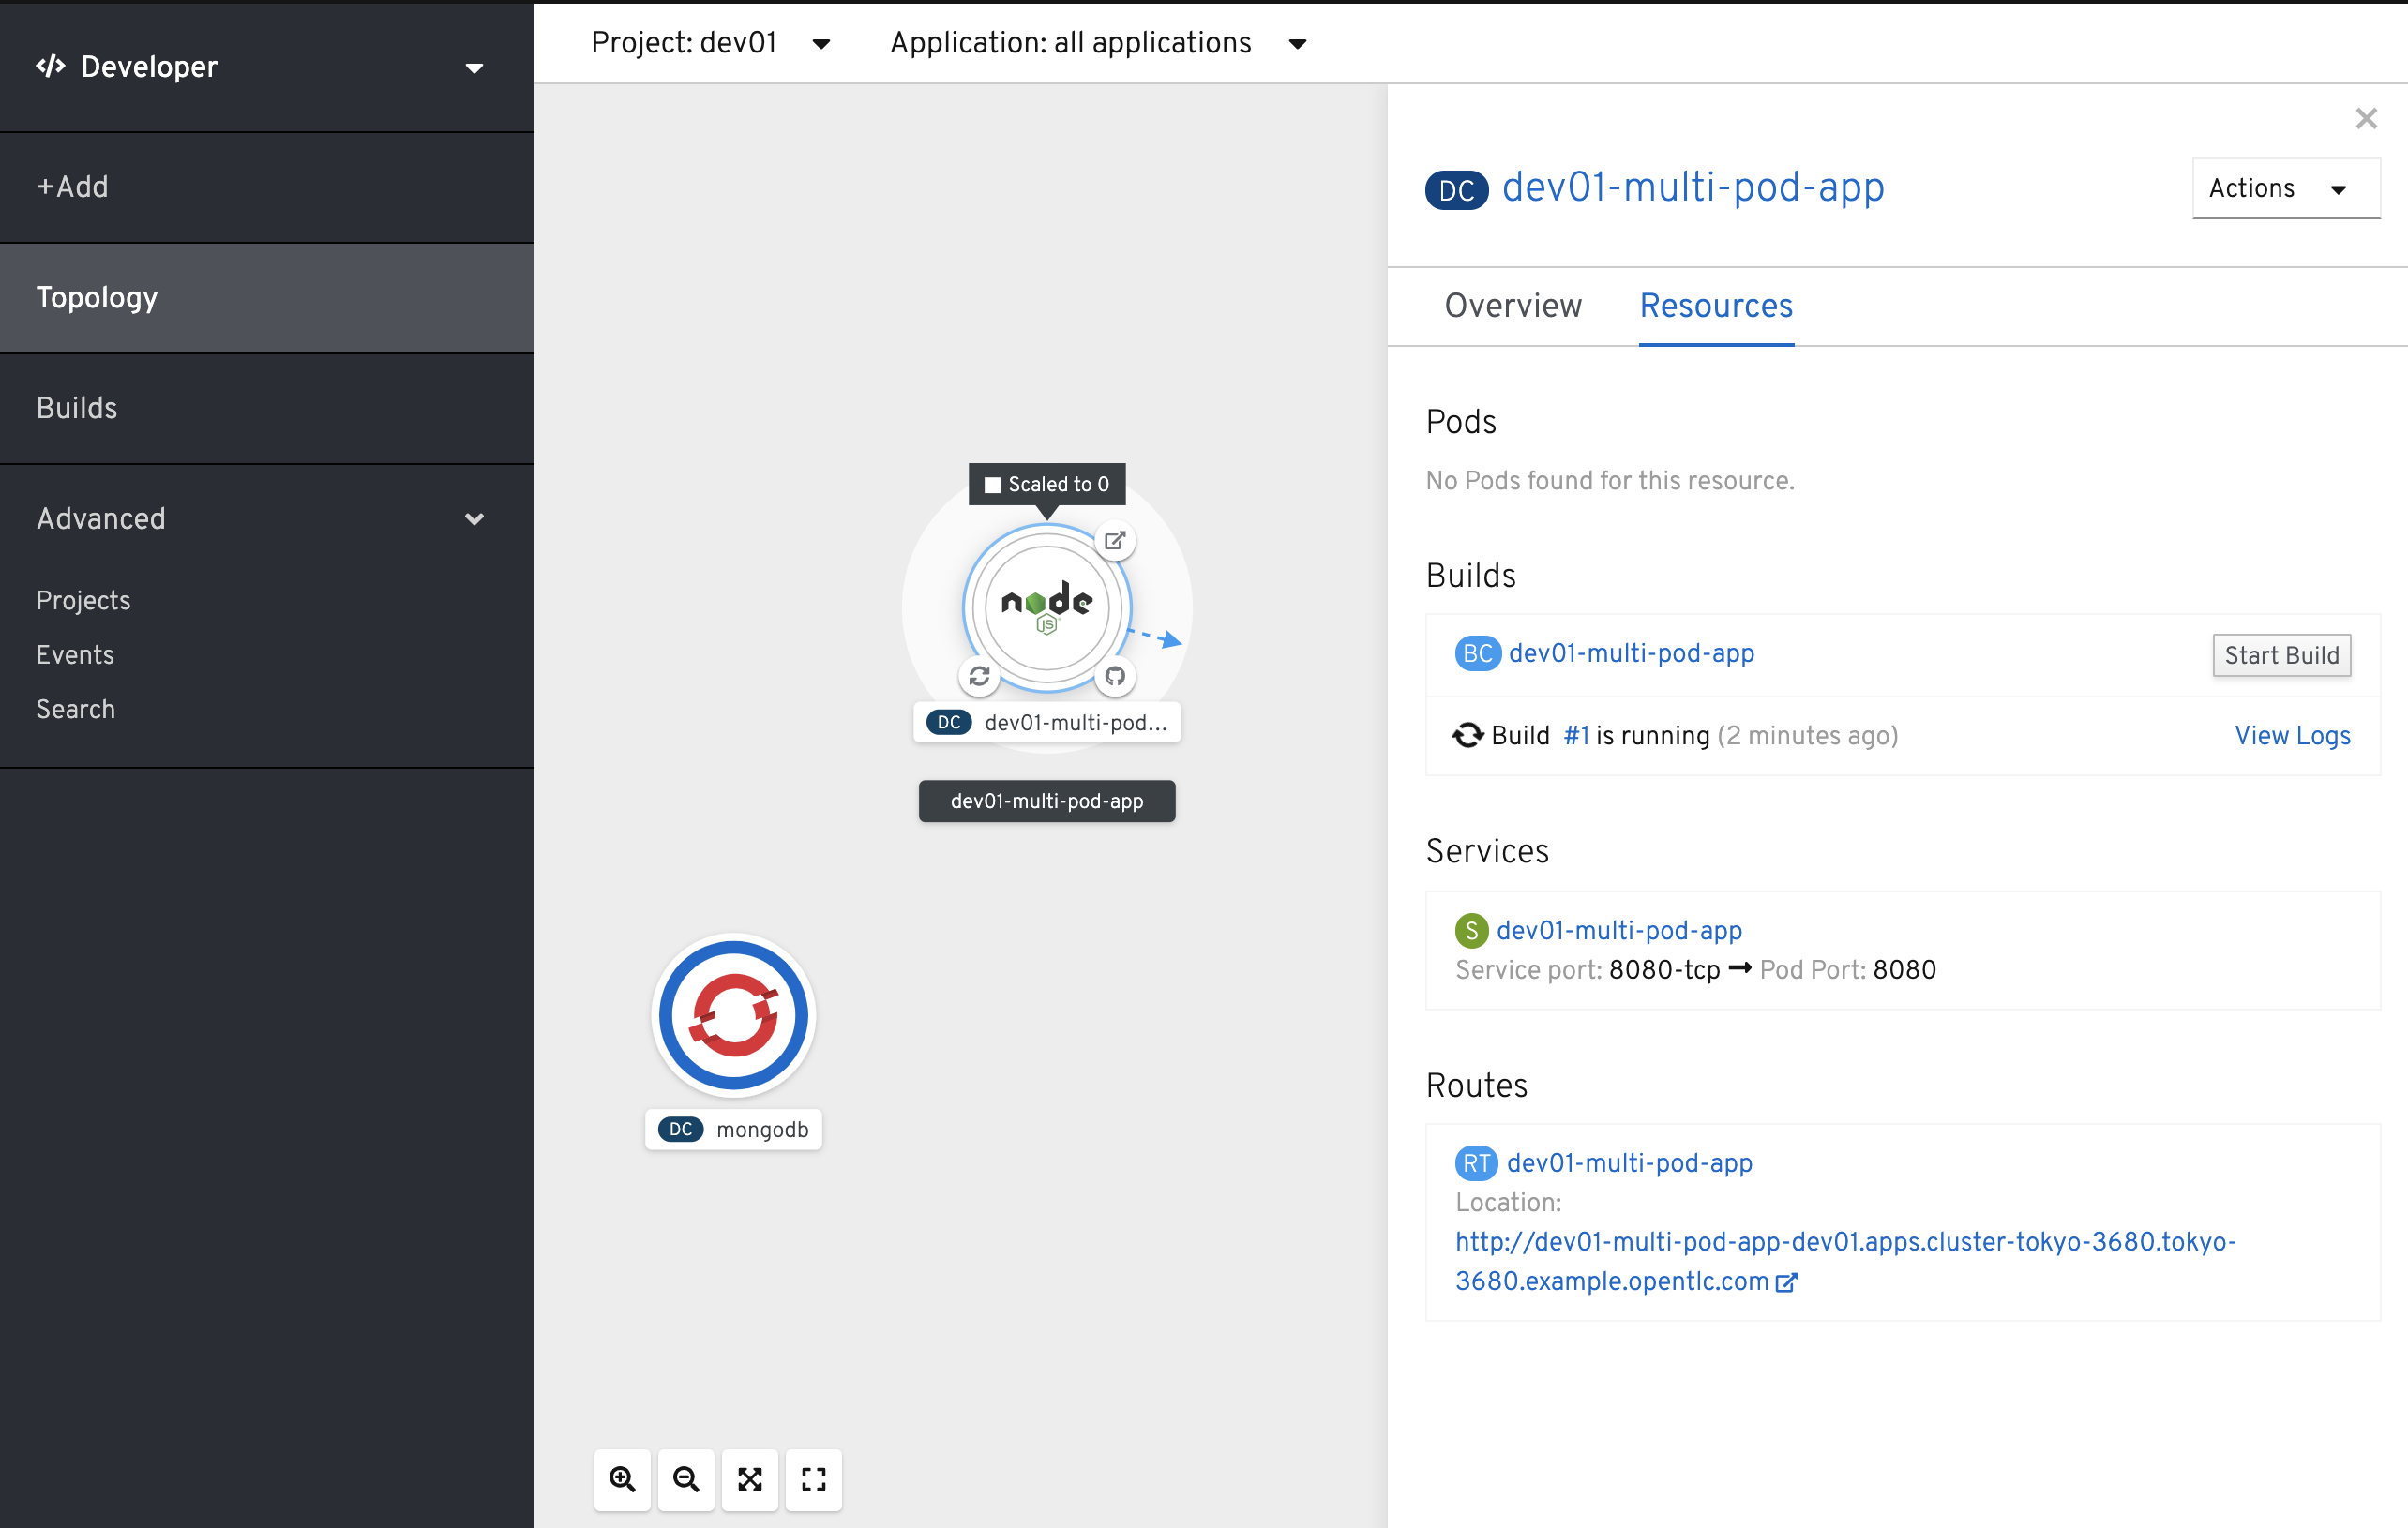 </> Developer
Project: dev01
Application: all applications
+Add
Topology
Builds
Advanced
Projects
Events
Search
Scaled to 0
node
JS
DC dev01-multi-pod...
dev01-multi-pod-app
DC mongodb
DC dev01-multi-pod-app
Actions
Overview
Resources
Pods
No Pods found for this resource.
Builds
BC dev01-multi-pod-app
Start Build
Build #1 is running (2 minutes ago)
View Logs
Services
S dev01-multi-pod-app
Service port: 8080-tcp → Pod Port: 8080
Routes
RT dev01-multi-pod-app
Location:
http://dev01-multi-pod-app-dev01.apps.cluster-tokyo-3680.tokyo-
3680.example.opentlc.com